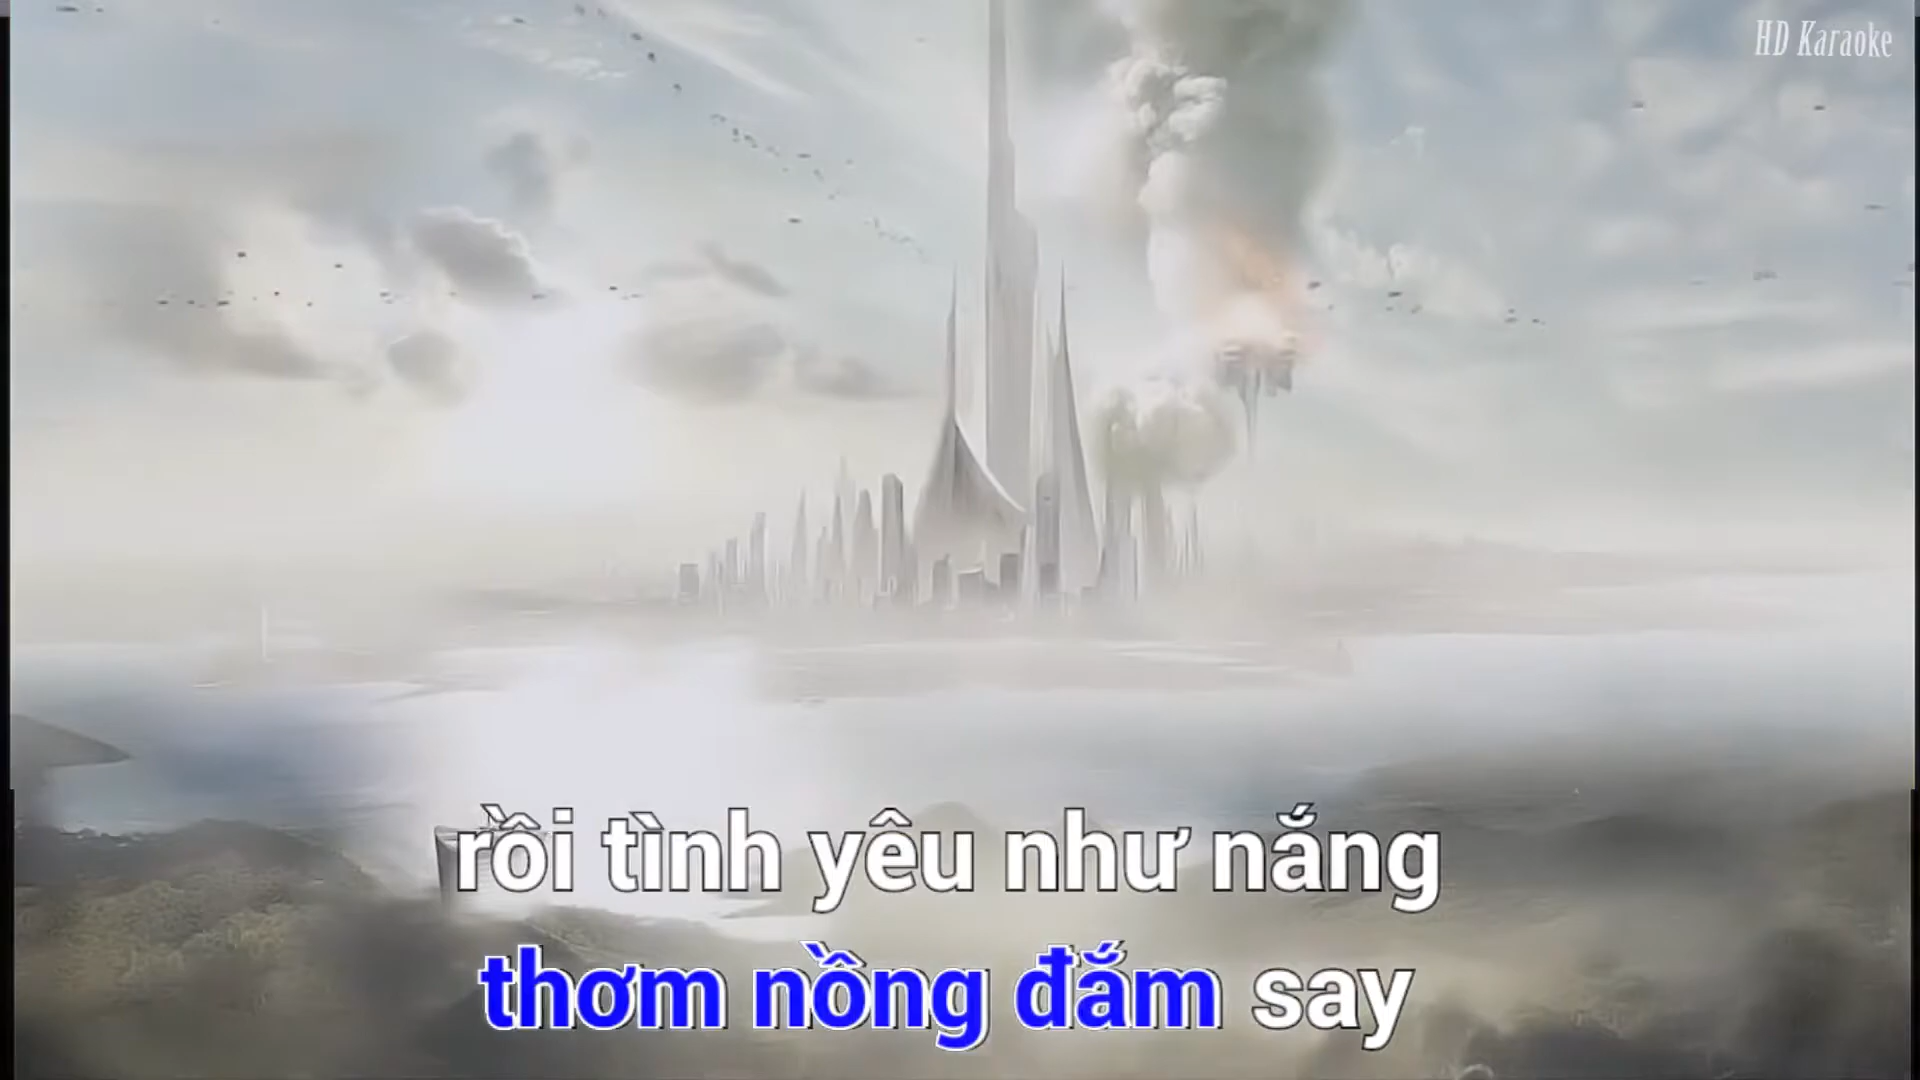 HD Karaoke
rồi tình yêu như nắng
thơm nồng đắm say